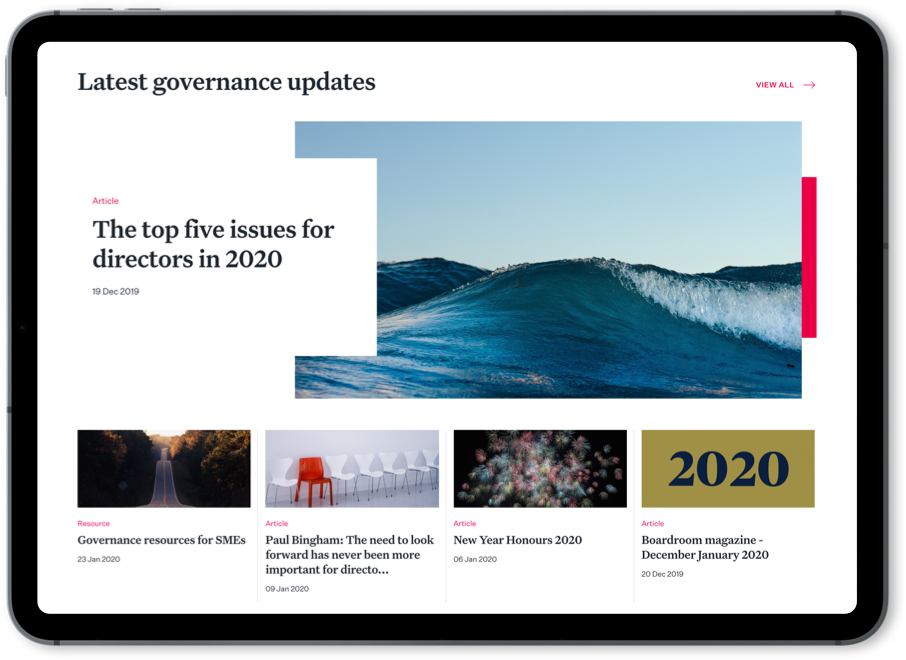 Latest governance updates
VIEW ALL
Article
The top five issues for
directors in 2020
19 Dec 2019
Resource
Governance resources for SMEs
23 Jan 2020
Article
Paul Bingham: The need to look
forward has never been more
important for directo...
09 Jan 2020
Article
New Year Honours 2020
06 Jan 2020
2020
Article
Boardroom magazine -
December January 2020
20 Dec 2019